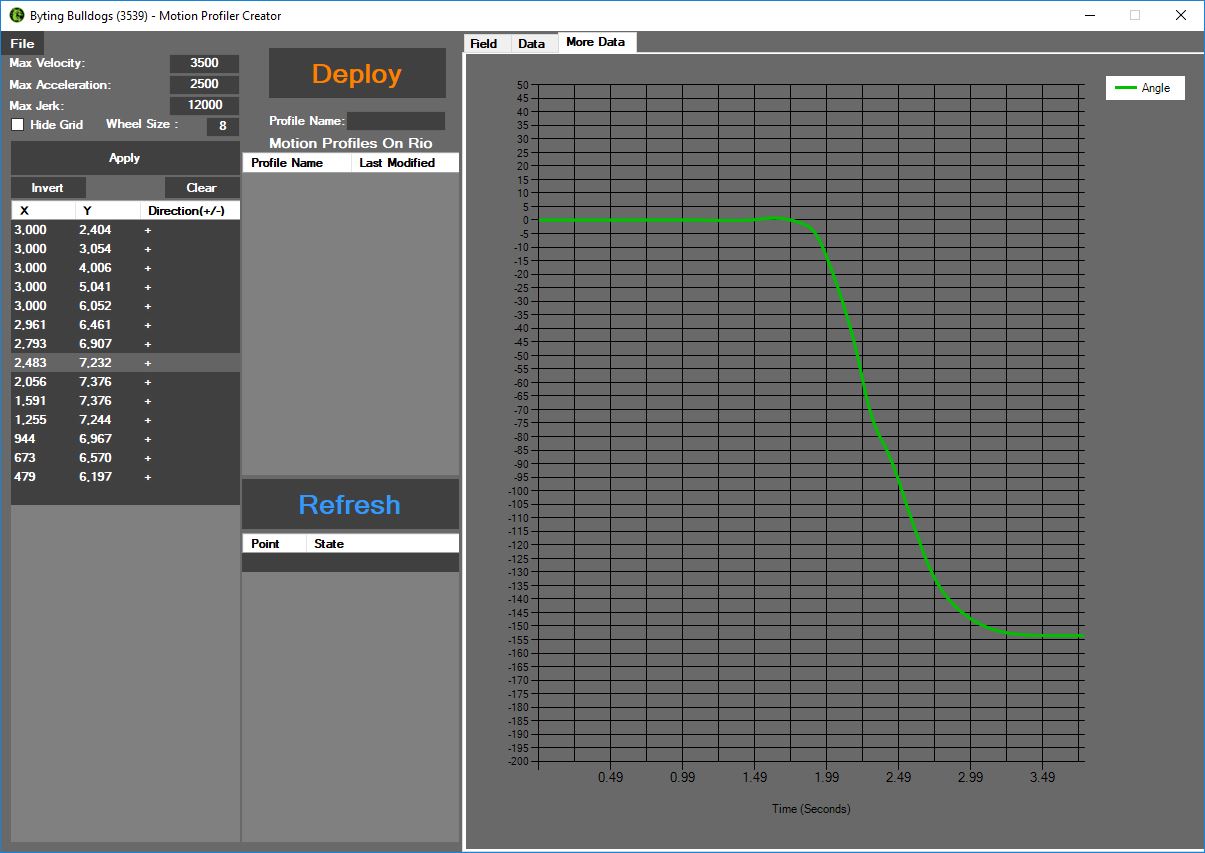 Byting Bulldogs (3539) - Motion Profiler Creator
File
Max Velocity: 3500
Max Acceleration: 2500
Max Jerk: 12000
Hide Grid Wheel Size : 8
Apply
Invert Clear
X Y Direction(+/-)
3,000 2,404 +
3,000 3,054 +
3,000 4,006 +
3,000 5,041 +
3,000 6,052 +
2,961 6,461 +
2,793 6,907 +
2,483 7,232 +
2,056 7,376 +
1,591 7,376 +
1,255 7,244 +
944 6,967 +
673 6,570 +
479 6,197 +
Deploy
Profile Name:
Motion Profiles On Rio
Profile Name Last Modified
Refresh
Point State
Field Data More Data
50
45
40
35
30
25
20
15
10
5
0
-5
-10
-15
-20
-25
-30
-35
-40
-45
-50
-55
-60
-65
-70
-75
-80
-85
-90
-95
-100
-105
-110
-115
-120
-125
-130
-135
-140
-145
-150
-155
-160
-165
-170
-175
-180
-185
-190
-195
-200
0.49 0.99 1.49 1.99 2.49 2.99 3.49
Time (Seconds)
Angle